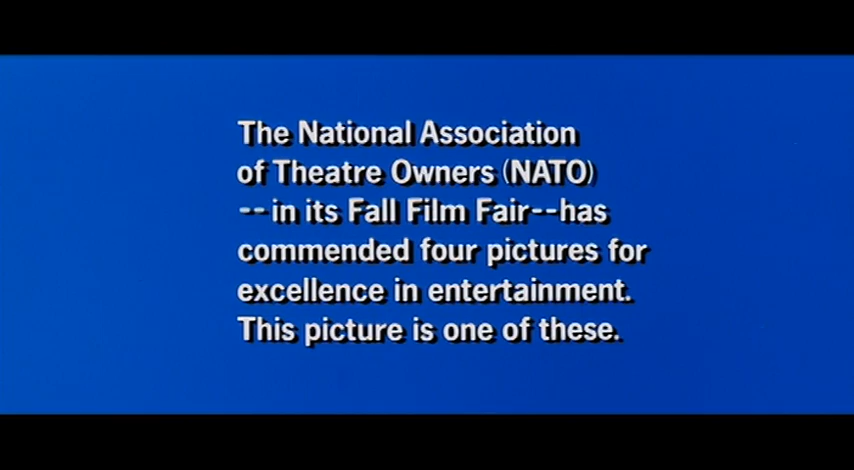 The National Association
of Theatre Owners (NATO)
--in its Fall Film Fair--has
commended four pictures for
excellence in entertainment.
This picture is one of these.